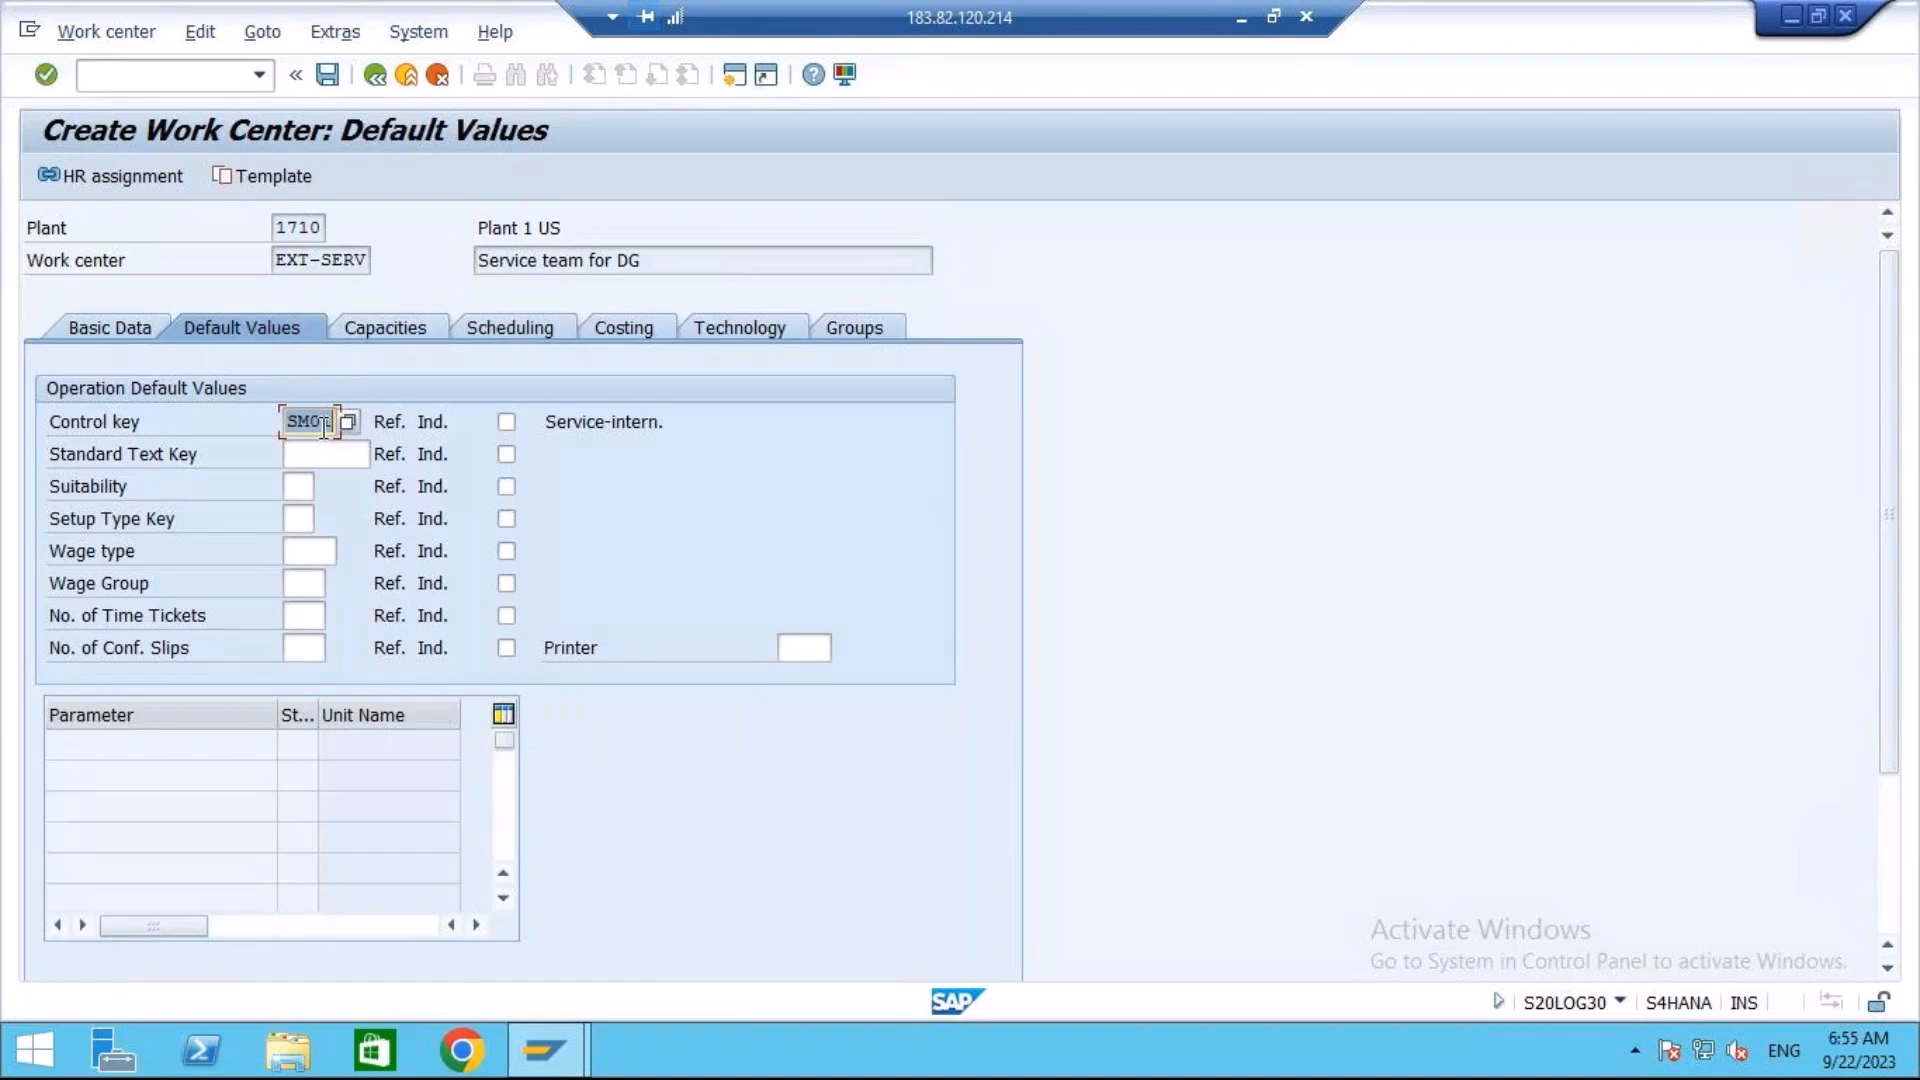 183.82.120.214
Work center Edit Goto Extras System Help
Create Work Center: Default Values
HR assignment Template
Plant 1710 Plant 1 US
Work center EXT-SERV Service team for DG
Basic Data Default Values Capacities Scheduling Costing Technology Groups
Operation Default Values
Control key Ref. Ind. Service-intern.
Standard Text Key Ref. Ind.
Suitability Ref. Ind.
Setup Type Key Ref. Ind.
Wage type Ref. Ind.
Wage Group Ref. Ind.
No. of Time Tickets Ref. Ind.
No. of Conf. Slips Ref. Ind. Printer
Parameter St... Unit Name
Activate Windows
Go to System in Control Panel to activate Windows.
SAP
S20LOG30 S4HANA INS
ENG
6:55 AM
9/22/2023